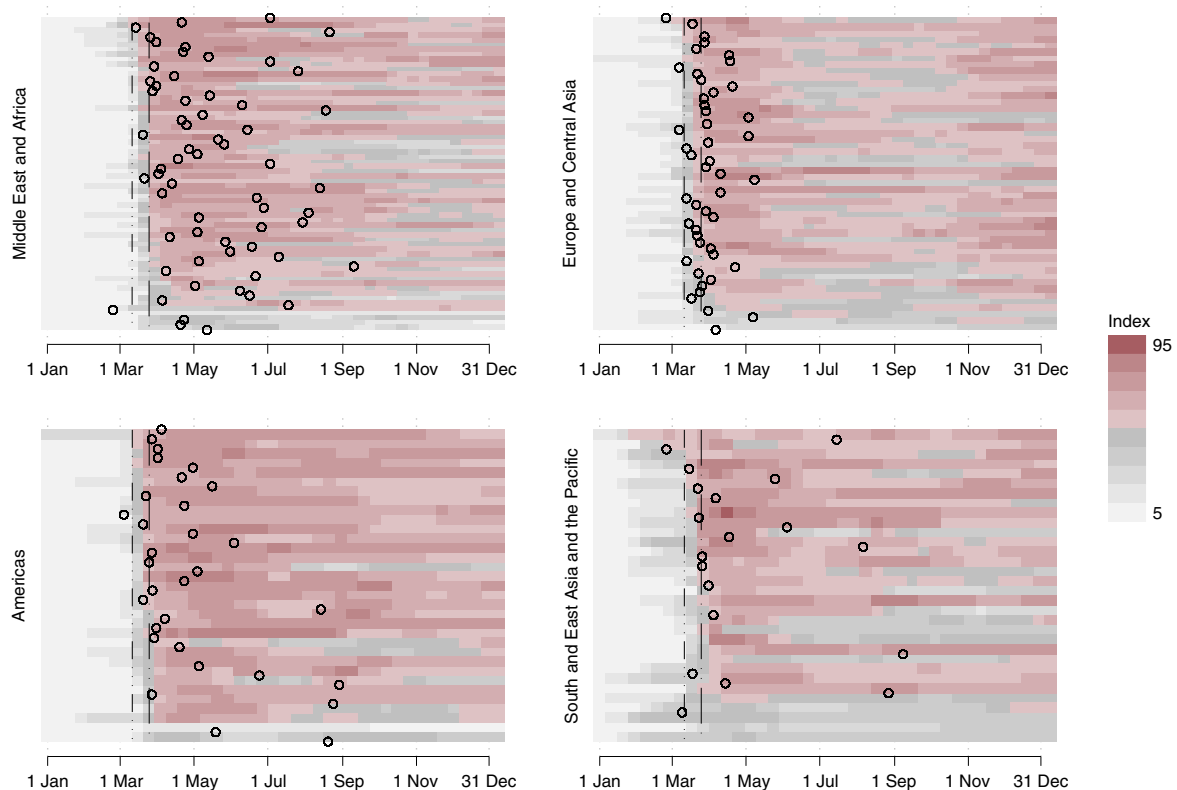 Middle East and Africa
1 Jan 1 Mar 1 May 1 Jul 1 Sep 1 Nov 31 Dec
Europe and Central Asia
1 Jan 1 Mar 1 May 1 Jul 1 Sep 1 Nov 31 Dec
Index
95
5
Americas
1 Jan 1 Mar 1 May 1 Jul 1 Sep 1 Nov 31 Dec
South and East Asia and the Pacific
1 Jan 1 Mar 1 May 1 Jul 1 Sep 1 Nov 31 Dec